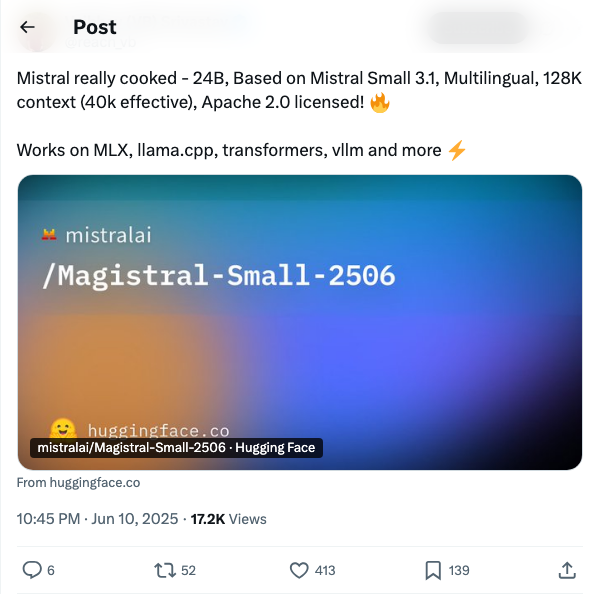 Post
Mistral really cooked - 24B, Based on Mistral Small 3.1, Multilingual, 128K
context (40k effective), Apache 2.0 licensed! 🔥
Works on MLX, llama.cpp, transformers, vllm and more ⚡
mistralai
/Magistral-Small-2506
huggingface.co
mistralai/Magistral-Small-2506 · Hugging Face
From huggingface.co
10:45 PM · Jun 10, 2025 · 17.2K Views
6 52 413 139